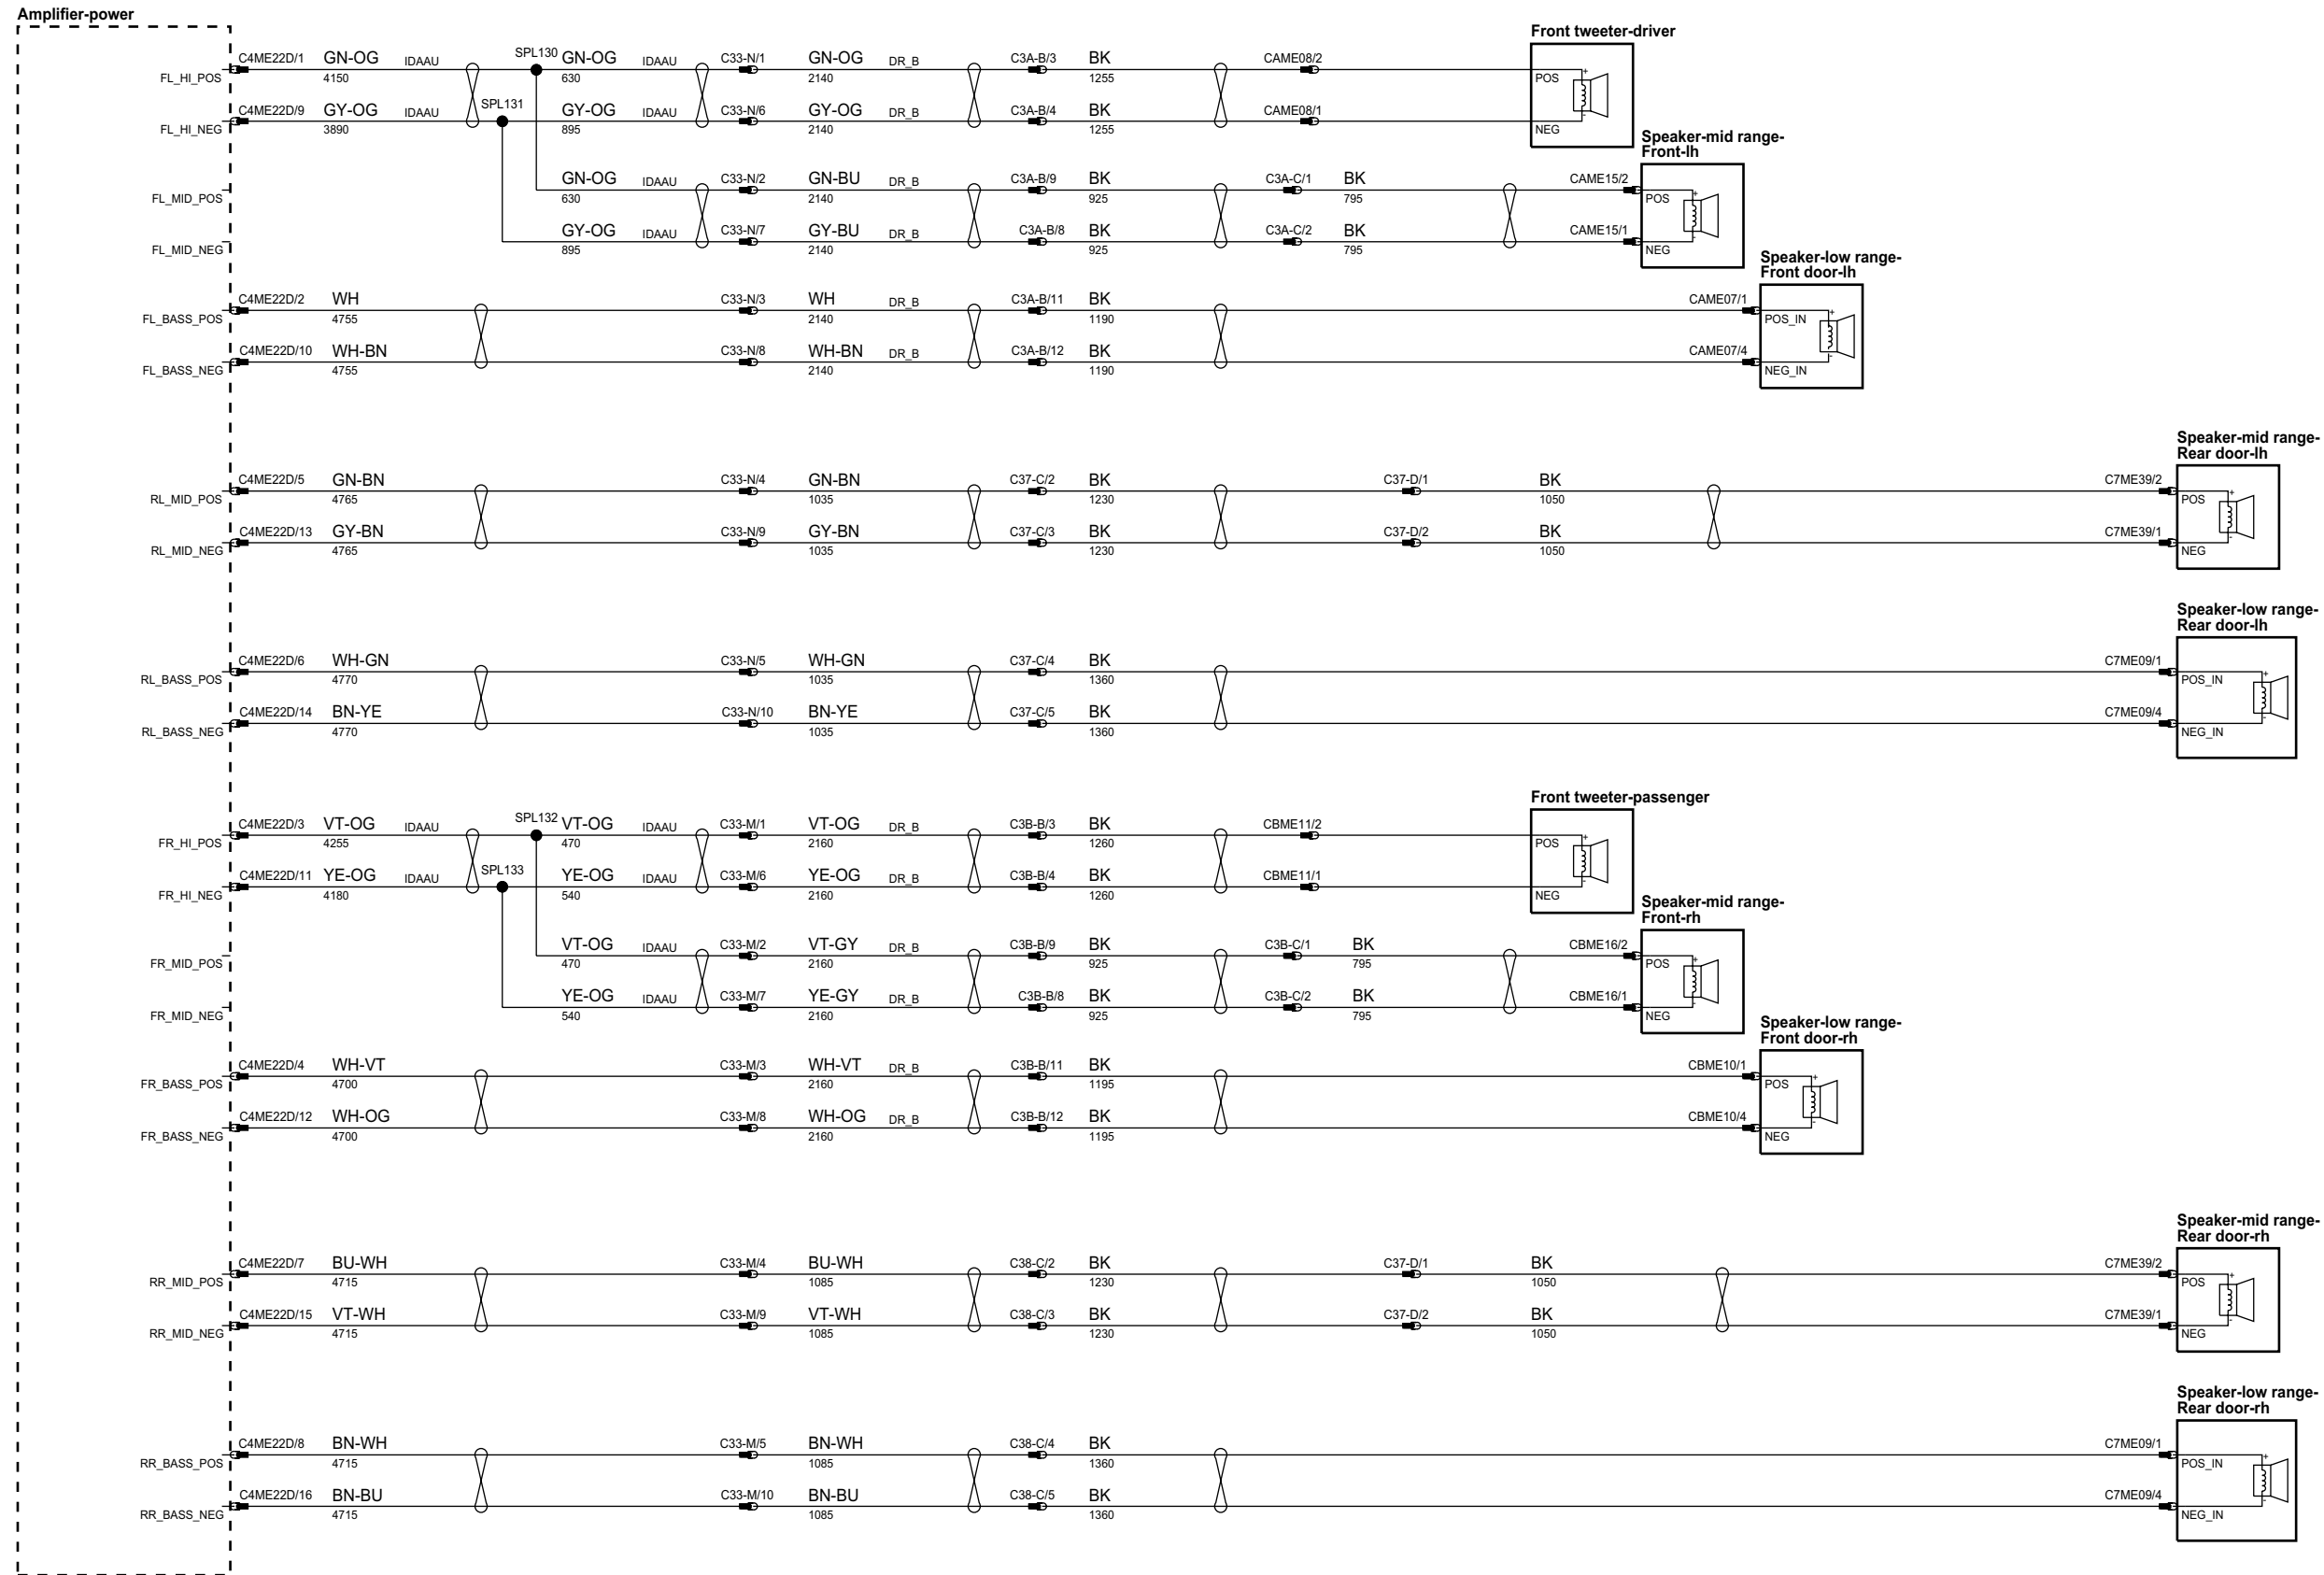 Amplifier-power
Front tweeter-driver
C4ME22D/1 GN-OG IDAAU SPL130 GN-OG IDAAU C33-N/1 GN-OG DR_B C3A-B/3 BK CAME08/2
FL_HI_POS 4150 630 2140 1255 POS + -
C4ME22D/9 GY-OG IDAAU SPL131 GY-OG IDAAU C33-N/6 GY-OG DR_B C3A-B/4 BK CAME08/1
FL_HI_NEG 3890 895 2140 1255 NEG
Speaker-mid range-
Front-lh
GN-OG IDAAU C33-N/2 GN-BU DR_B C3A-B/9 BK C3A-C/1 BK CAME15/2
FL_MID_POS 630 2140 925 795 POS + -
GY-OG IDAAU C33-N/7 GY-BU DR_B C3A-B/8 BK C3A-C/2 BK CAME15/1
FL_MID_NEG 895 2140 925 795 NEG
Speaker-low range-
Front door-lh
C4ME22D/2 WH C33-N/3 WH DR_B C3A-B/11 BK CAME07/1
FL_BASS_POS 4755 2140 1190 POS_IN + -
C4ME22D/10 WH-BN C33-N/8 WH-BN DR_B C3A-B/12 BK CAME07/4
FL_BASS_NEG 4755 2140 1190 NEG_IN
Speaker-mid range-
Rear door-lh
C4ME22D/5 GN-BN C33-N/4 GN-BN C37-C/2 BK C37-D/1 BK C7ME39/2
RL_MID_POS 4765 1035 1230 1050 POS + -
C4ME22D/13 GY-BN C33-N/9 GY-BN C37-C/3 BK C37-D/2 BK C7ME39/1
RL_MID_NEG 4765 1035 1230 1050 NEG
Speaker-low range-
Rear door-lh
C4ME22D/6 WH-GN C33-N/5 WH-GN C37-C/4 BK C7ME09/1
RL_BASS_POS 4770 1035 1360 POS_IN + -
C4ME22D/14 BN-YE C33-N/10 BN-YE C37-C/5 BK C7ME09/4
RL_BASS_NEG 4770 1035 1360 NEG_IN
Front tweeter-passenger
C4ME22D/3 VT-OG IDAAU SPL132 VT-OG IDAAU C33-M/1 VT-OG DR_B C3B-B/3 BK CBME11/2
FR_HI_POS 4255 470 2160 1260 POS + -
C4ME22D/11 YE-OG IDAAU SPL133 YE-OG IDAAU C33-M/6 YE-OG DR_B C3B-B/4 BK CBME11/1
FR_HI_NEG 4180 540 2160 1260 NEG
Speaker-mid range-
Front-rh
VT-OG IDAAU C33-M/2 VT-GY DR_B C3B-B/9 BK C3B-C/1 BK CBME16/2
FR_MID_POS 470 2160 925 795 POS + -
YE-OG IDAAU C33-M/7 YE-GY DR_B C3B-B/8 BK C3B-C/2 BK CBME16/1
FR_MID_NEG 540 2160 925 795 NEG
Speaker-low range-
Front door-rh
C4ME22D/4 WH-VT C33-M/3 WH-VT DR_B C3B-B/11 BK CBME10/1
FR_BASS_POS 4700 2160 1195 POS + -
C4ME22D/12 WH-OG C33-M/8 WH-OG DR_B C3B-B/12 BK CBME10/4
FR_BASS_NEG 4700 2160 1195 NEG
Speaker-mid range-
Rear door-rh
C4ME22D/7 BU-WH C33-M/4 BU-WH C38-C/2 BK C37-D/1 BK C7ME39/2
RR_MID_POS 4715 1085 1230 1050 POS + -
C4ME22D/15 VT-WH C33-M/9 VT-WH C38-C/3 BK C37-D/2 BK C7ME39/1
RR_MID_NEG 4715 1085 1230 1050 NEG
Speaker-low range-
Rear door-rh
C4ME22D/8 BN-WH C33-M/5 BN-WH C38-C/4 BK C7ME09/1
RR_BASS_POS 4715 1085 1360 POS_IN + -
C4ME22D/16 BN-BU C33-M/10 BN-BU C38-C/5 BK C7ME09/4
RR_BASS_NEG 4715 1085 1360 NEG_IN